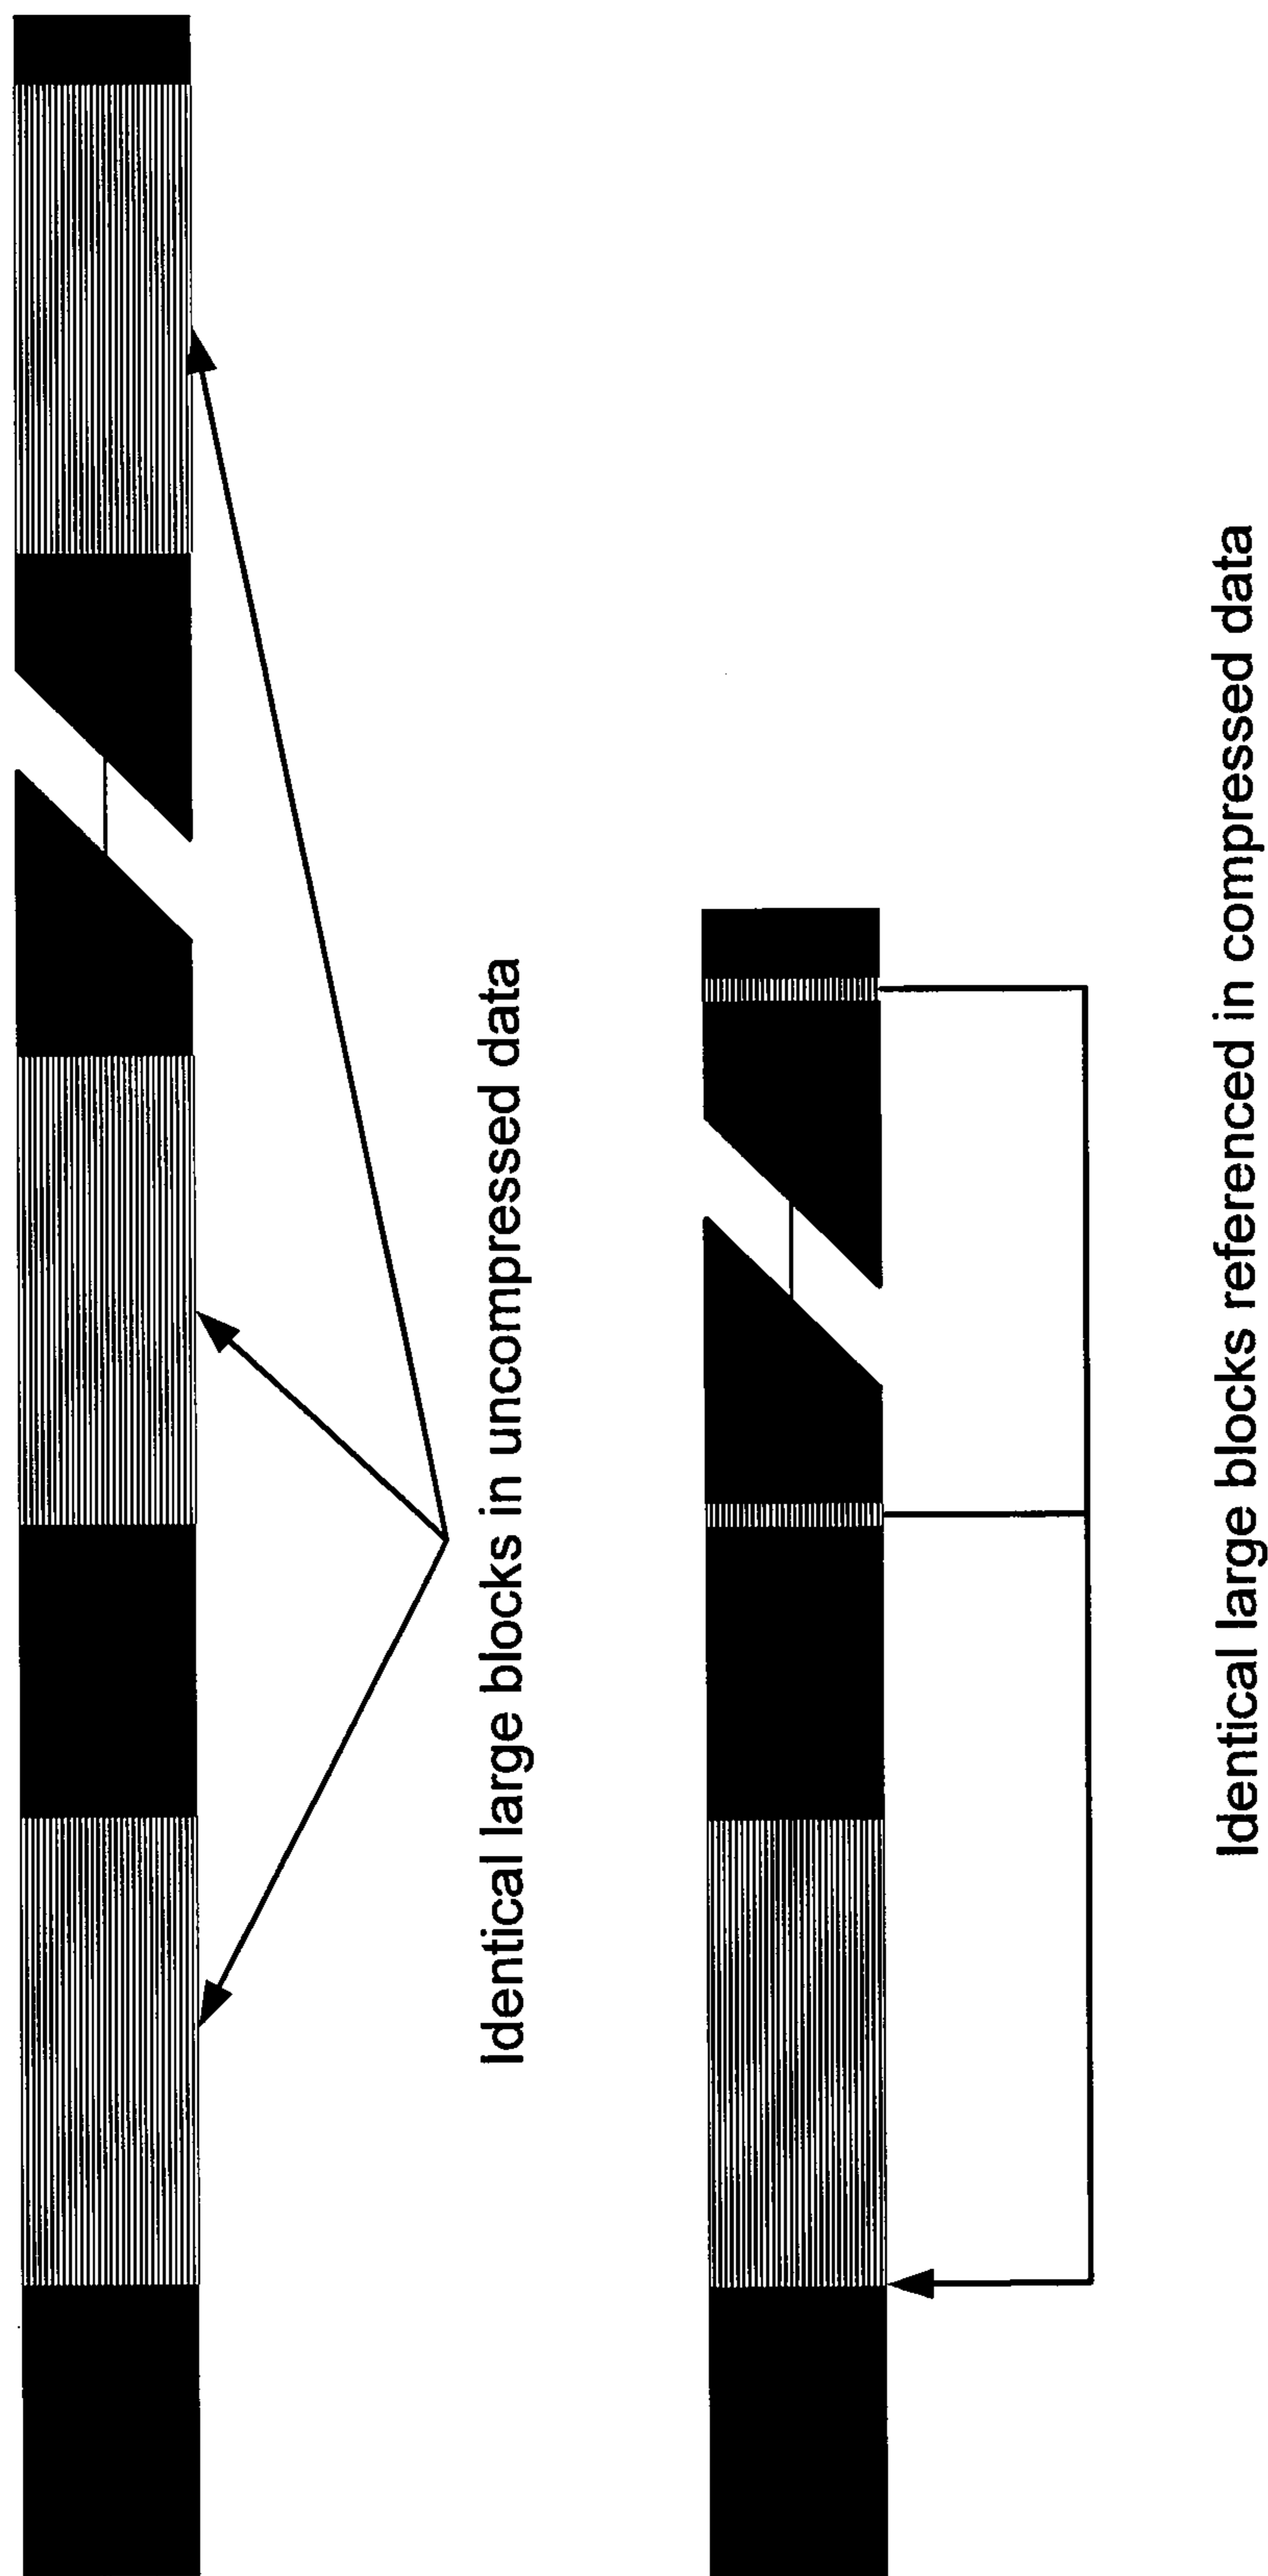 Identical large blocks in uncompressed data
Identical large blocks referenced in compressed data